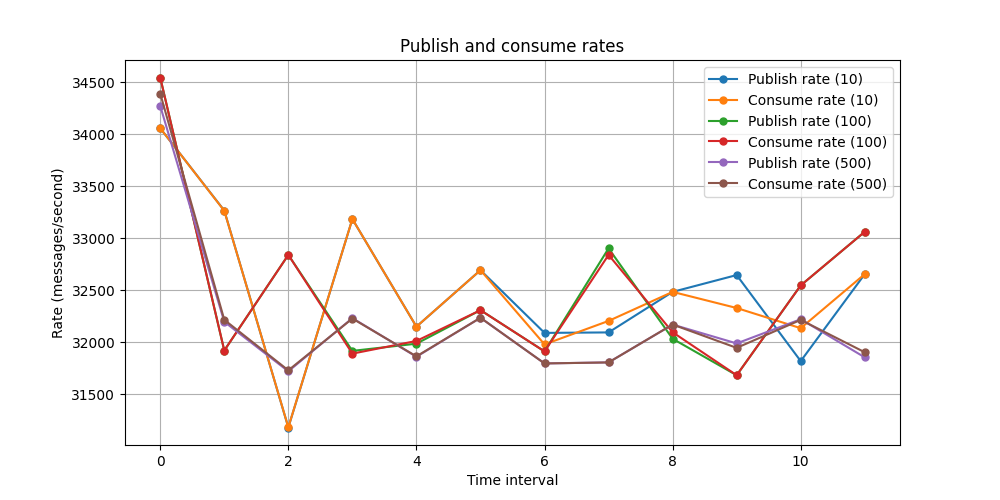 Publish and consume rates
Rate (messages/second)
34500
34000
33500
33000
32500
32000
31500
Publish rate (10)
Consume rate (10)
Publish rate (100)
Consume rate (100)
Publish rate (500)
Consume rate (500)
0 2 4 6 8 10
Time interval